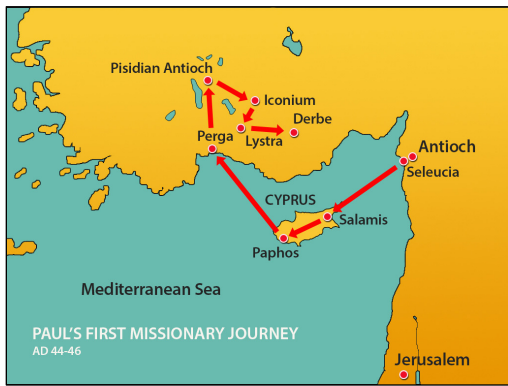 Pisidian Antioch
Iconium
Derbe
Perga
Lystra
Antioch
Seleucia
CYPRUS
Salamis
Paphos
Mediterranean Sea
PAUL'S FIRST MISSIONARY JOURNEY
AD 44-46
Jerusalem